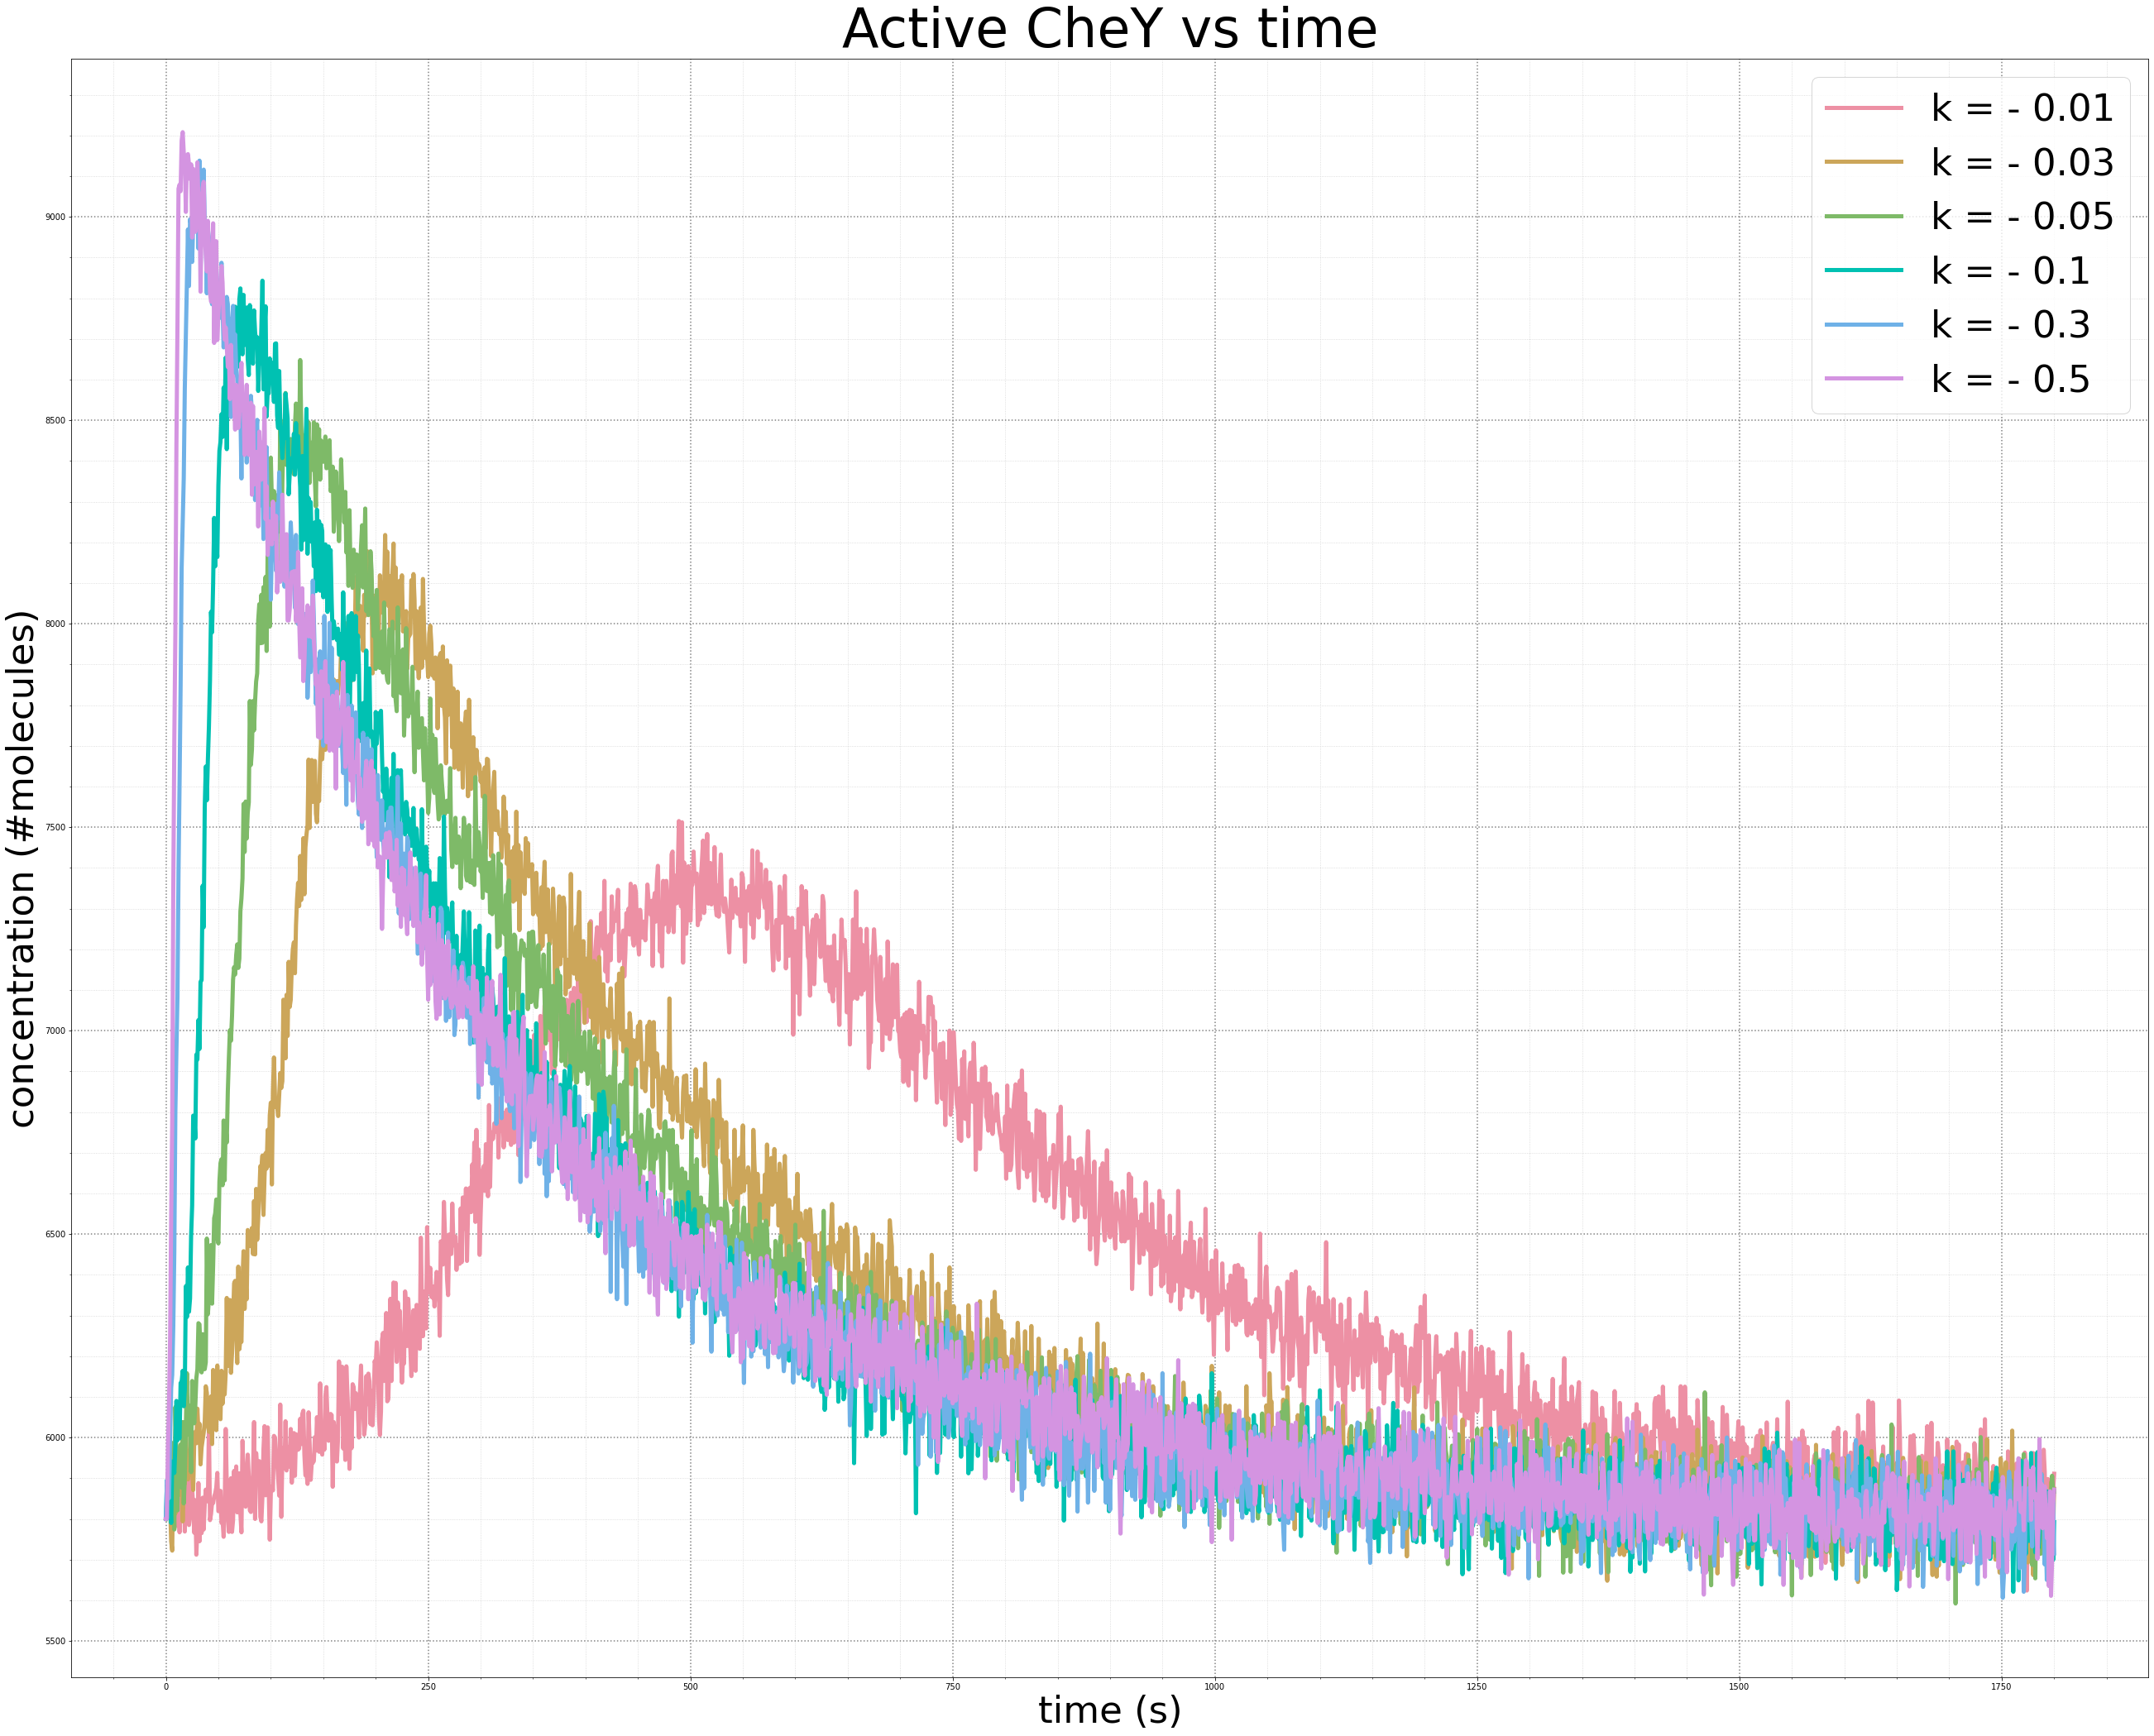 Active CheY vs time
k = - 0.01
k = - 0.03
k = - 0.05
k = - 0.1
k = - 0.3
k = - 0.5
concentration (#molecules)
9000
8500
8000
7500
7000
6500
6000
5500
0 250 500 750 1000 1250 1500 1750
time (s)